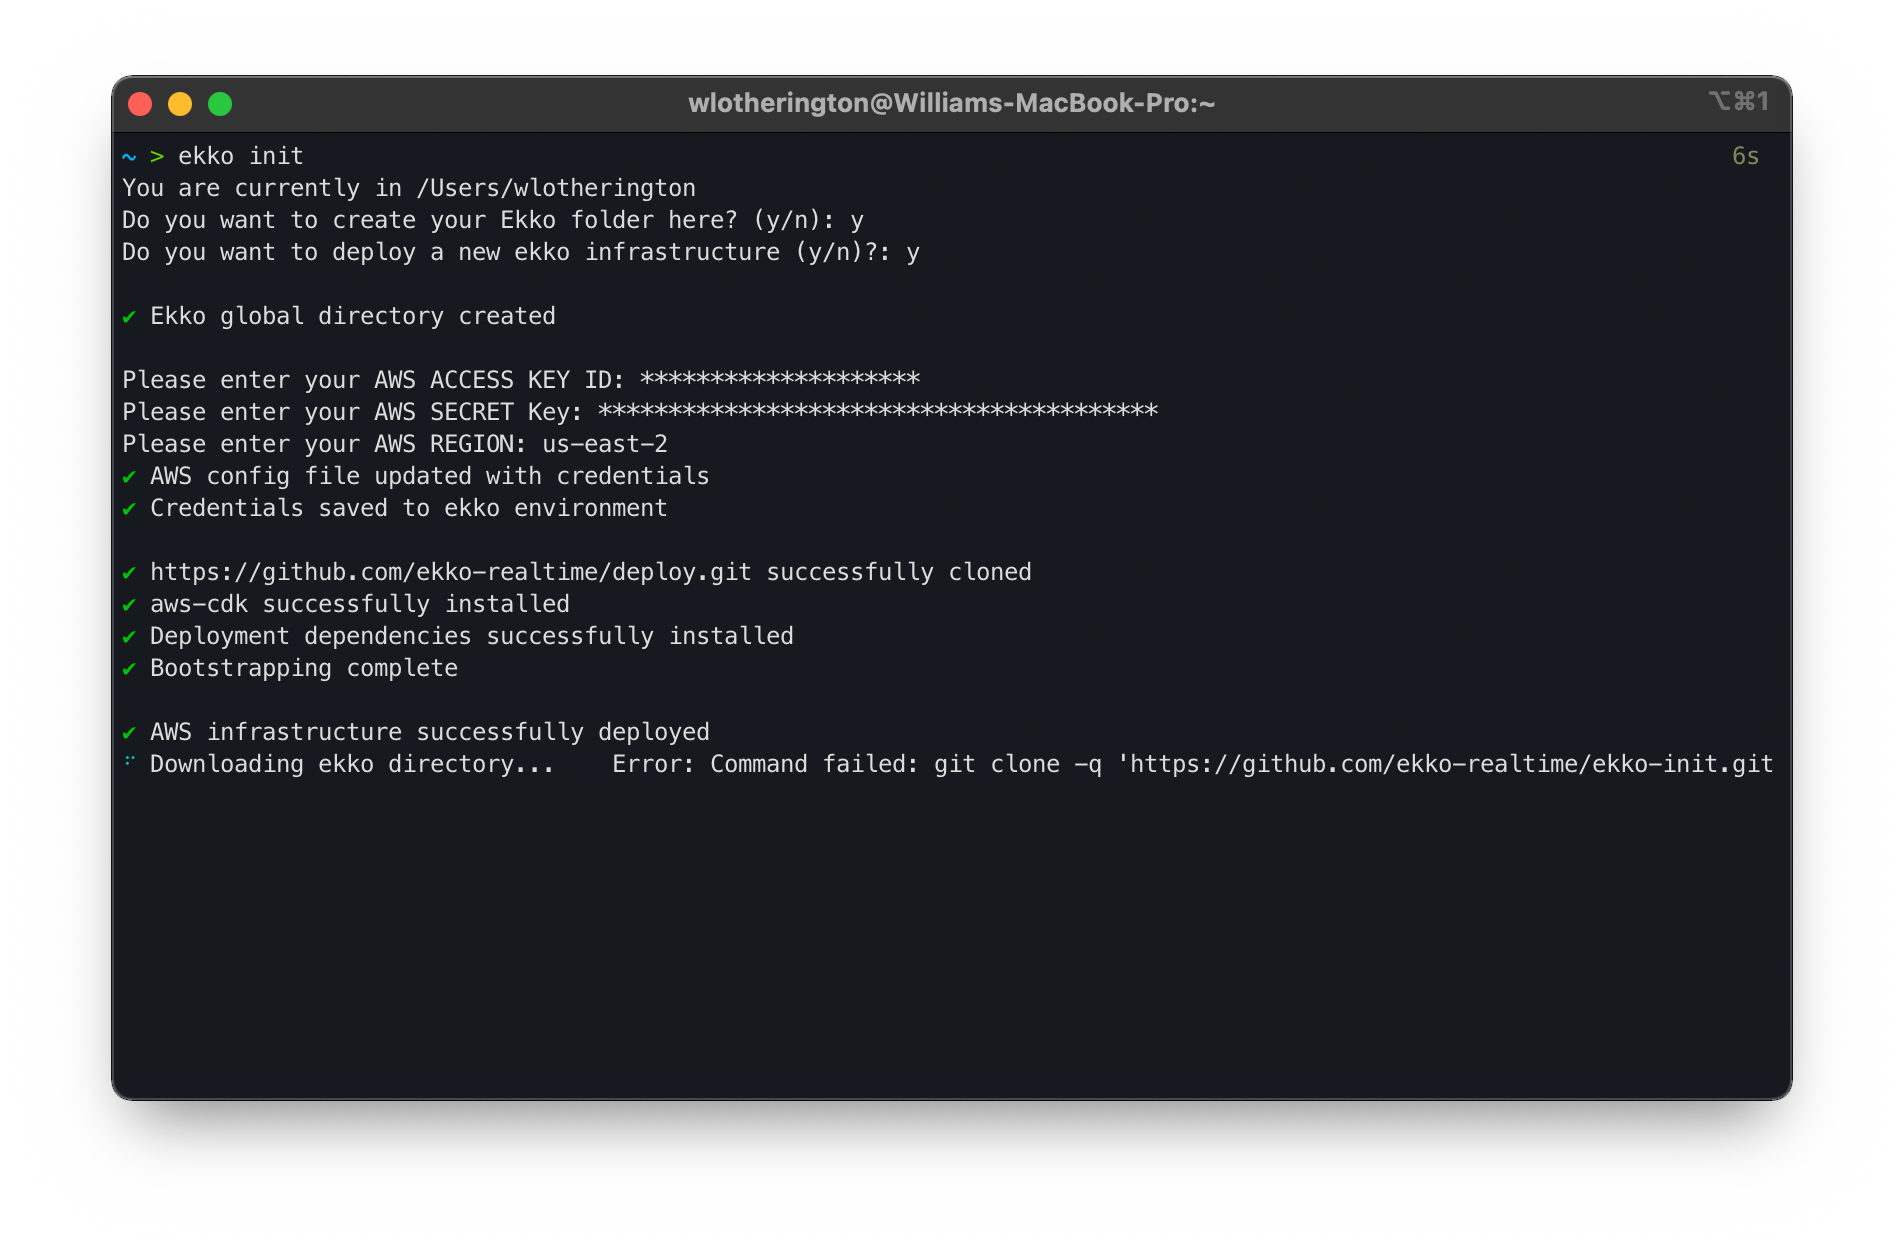 wlotherington@Williams-MacBook-Pro:~
⌥⌘1
~ > ekko init 6s
You are currently in /Users/wlotherington
Do you want to create your Ekko folder here? (y/n): y
Do you want to deploy a new ekko infrastructure (y/n)?: y
✔ Ekko global directory created
Please enter your AWS ACCESS KEY ID: ********************
Please enter your AWS SECRET Key: ****************************************
Please enter your AWS REGION: us-east-2
✔ AWS config file updated with credentials
✔ Credentials saved to ekko environment
✔ https://github.com/ekko-realtime/deploy.git successfully cloned
✔ aws-cdk successfully installed
✔ Deployment dependencies successfully installed
✔ Bootstrapping complete
✔ AWS infrastructure successfully deployed
⠋ Downloading ekko directory... Error: Command failed: git clone -q 'https://github.com/ekko-realtime/ekko-init.git